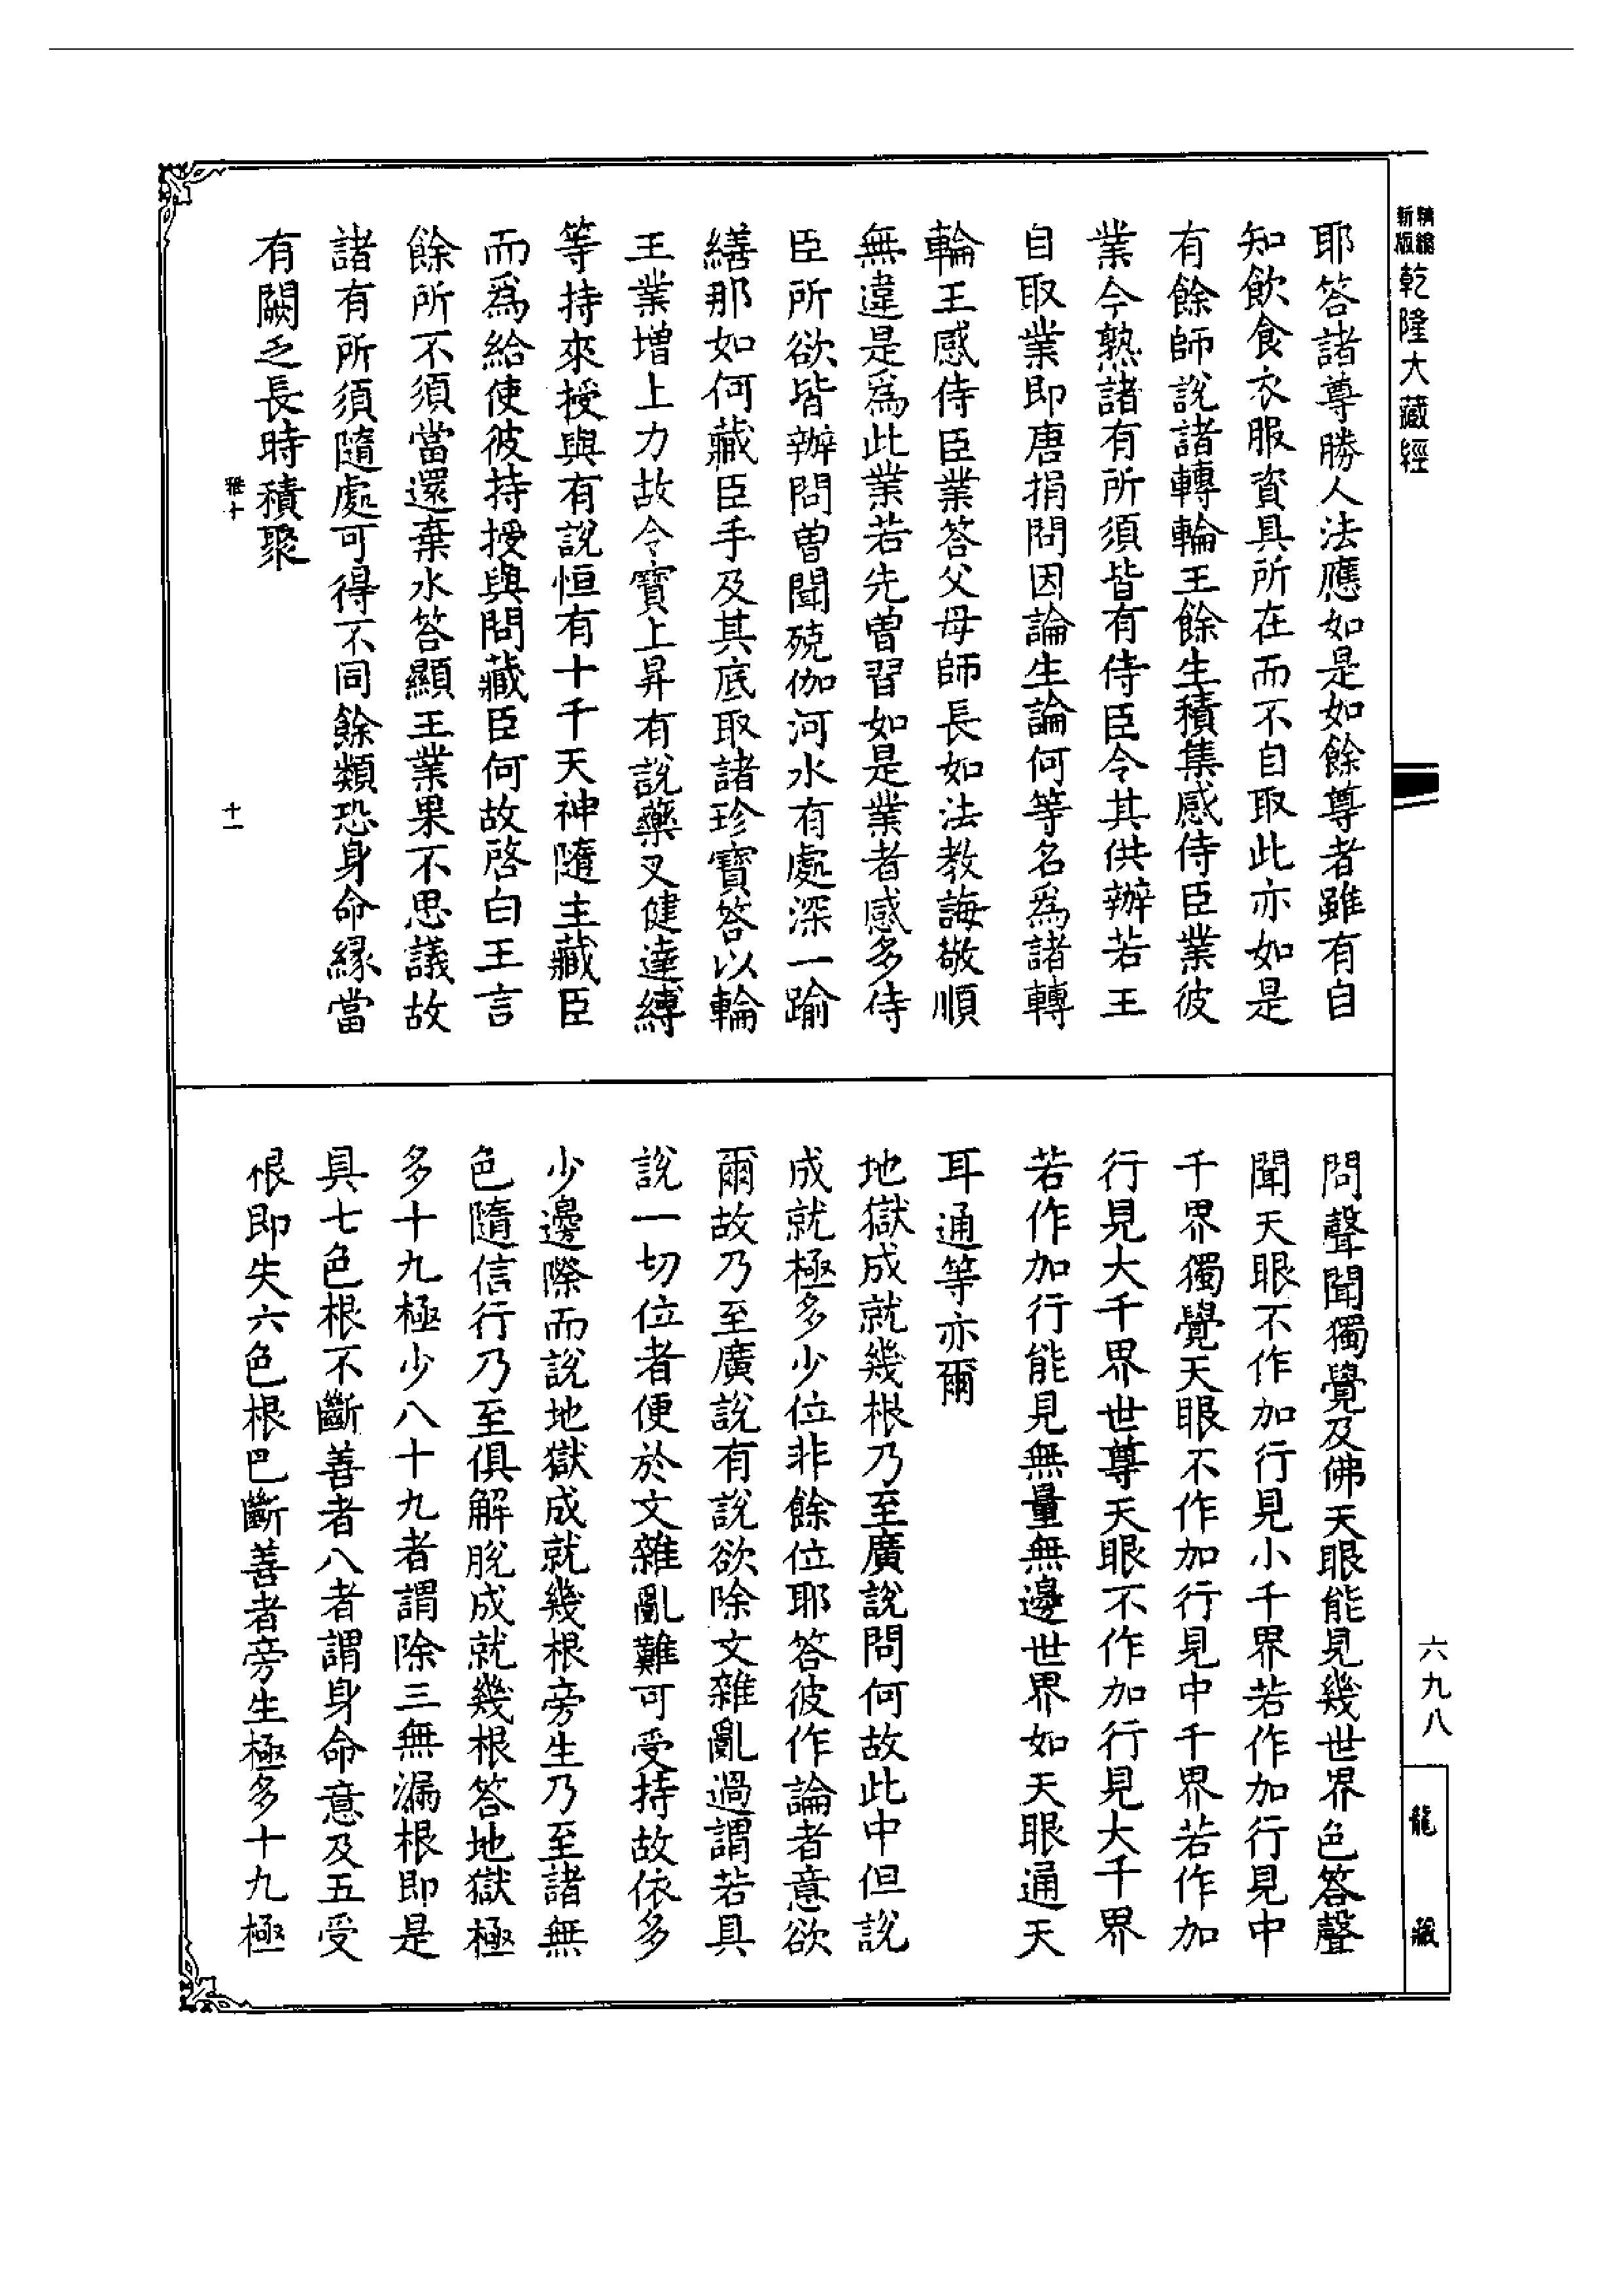 精縮
新版
乾隆大藏經
六九八
龍藏
耶答諸尊勝人法應如是如餘尊者雖有自
知飲食衣服資具所在而不自取此亦如是
有餘師說諸轉輪王餘生積集感侍臣業彼
業今熟諸有所須皆有侍臣令其供辦若王
自取業即唐捐問因論生論何等名爲諸轉
輪王感侍臣業答父母師長如法教誨敬順
無違是爲此業若先曾習如是業者感多侍
臣所欲皆辦問曾聞殑伽河水有處深一踰
繕那如何藏臣手及其底取諸珍寶答以輪
王業增上力故令寶上昇有說藥叉健達縛
等持來授與有說恒有十千天神隨主藏臣
而爲給使彼持授與問藏臣何故啓白王言
餘所不須當還棄水答顯王業果不思議故
諸有所須隨處可得不同餘類恐身命緣當
有闕乏長時積聚
雅十
十一
問聲聞獨覺及佛天眼能見幾世界色答聲
聞天眼不作加行見小千界若作加行見中
千界獨覺天眼不作加行見中千界若作加
行見大千界世尊天眼不作加行見大千界
若作加行能見無量無邊世界如天眼通天
耳通等亦爾
地獄成就幾根乃至廣說問何故此中但說
成就極多少位非餘位耶答彼作論者意欲
爾故乃至廣說有說欲除文雜亂過謂若具
說一切位者便於文雜亂難可受持故依多
少邊際而說地獄成就幾根旁生乃至諸無
色隨信行乃至俱解脫成就幾根答地獄極
多十九極少八十九者謂除三無漏根即是
具七色根不斷善者八者謂身命意及五受
根即失六色根巳斷善者旁生極多十九極